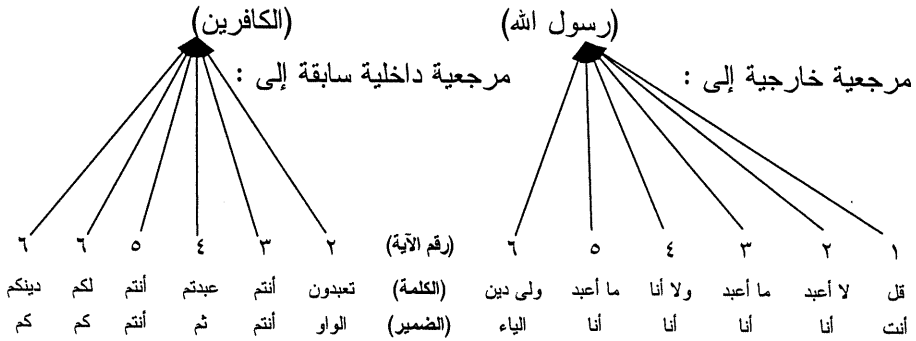 (رسول الله) (الكافرين)
مرجعية خارجية إلى : مرجعية داخلية سابقة إلى :
١ ٢ ٣ ٤ ٥ ٦ (رقم الآية) ٢ ٣ ٤ ٥ ٦ ٦
قل لا أعبد ما أعبد ولا أنا ما أعبد ولى دين (الكلمة) تعبدون أنتم عبدتم أنتم لكم دينكم
أنت أنا أنا أنا أنا الياء (الضمير) الواو أنتم ثم أنتم كم كم